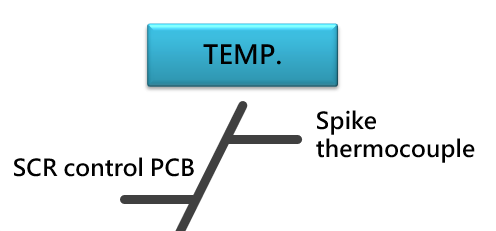 TEMP.
Spike
thermocouple
SCR control PCB